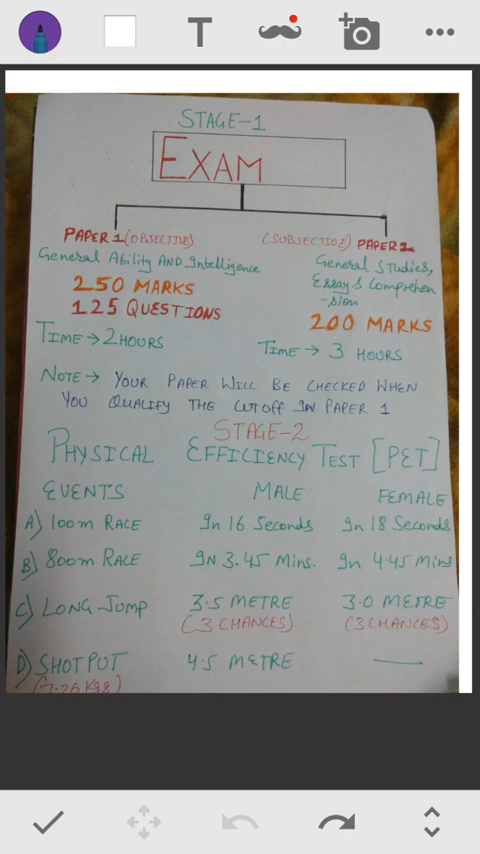 T
STAGE-1
EXAM
PAPER 1 (OBJECTIVE)
General Ability AND Intelligence
250 MARKS
125 QUESTIONS
TIME → 2 HOURS
(SUBJECTIVE) PAPER 2
General Studies,
Essay & Comprehen
-sion
200 MARKS
TIME → 3 HOURS
NOTE → YOUR PAPER WILL BE CHECKED WHEN
YOU QUALIFY THE CUTOFF IN PAPER 1
STAGE-2
PHYSICAL EFFICIENCY TEST [PET]
EVENTS MALE FEMALE
A) 100m RACE In 16 Seconds In 18 Seconds
B) 800m RACE IN 3.45 Mins. In 4.45 Mins
C) LONG-JUMP 3.5 METRE 3.0 METRE
(3 CHANCES) (3 CHANCES)
D) SHOTPUT 4.5 METRE —
(7.26 Kgs)